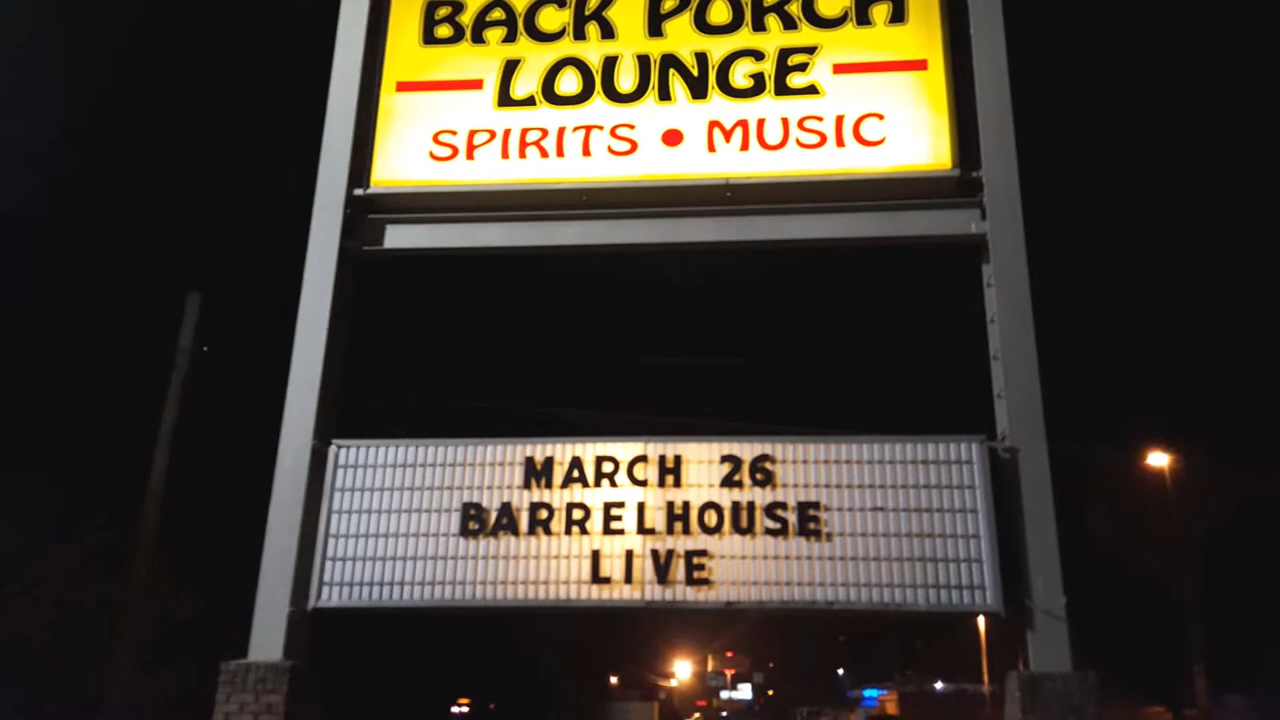 BACK PORCH
LOUNGE
SPIRITS • MUSIC
MARCH 26
BARRELHOUSE
LIVE